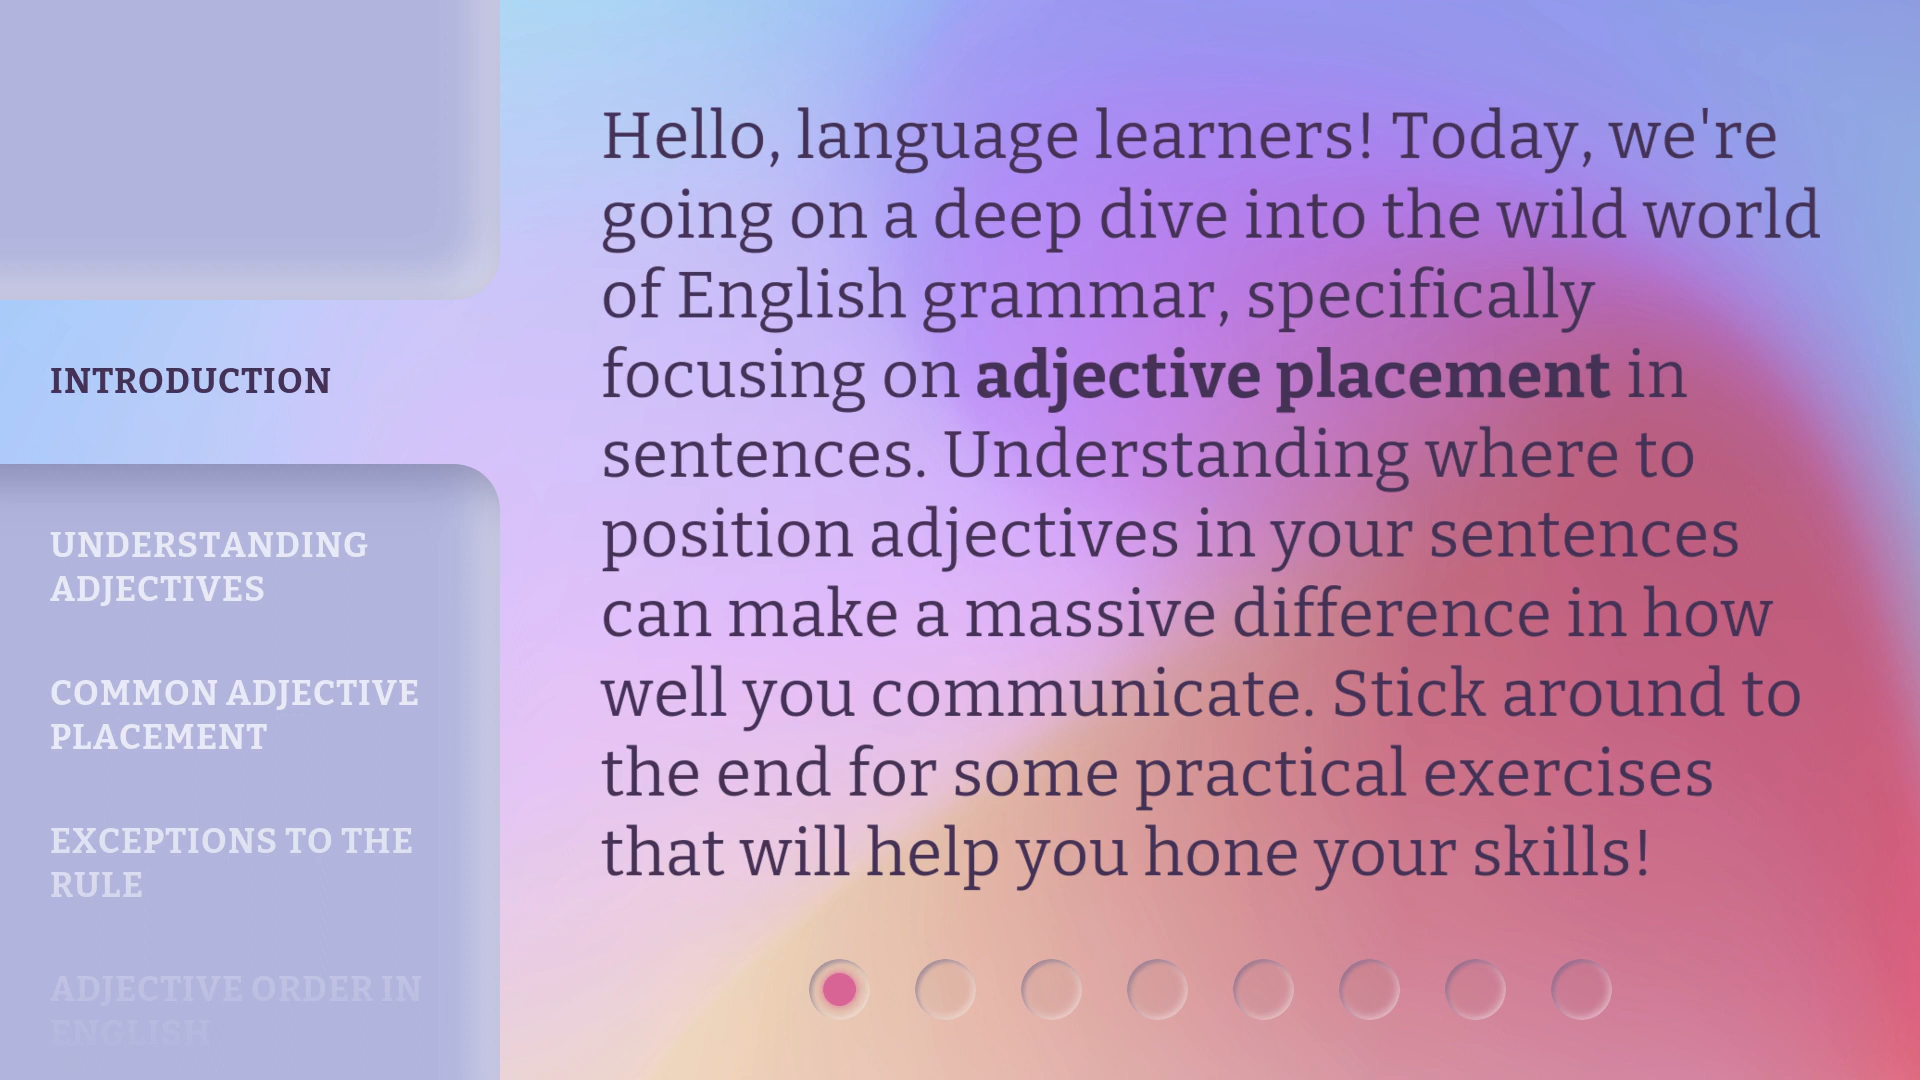 INTRODUCTION
UNDERSTANDING
ADJECTIVES
COMMON ADJECTIVE
PLACEMENT
EXCEPTIONS TO THE
RULE
ADJECTIVE ORDER IN
ENGLISH
Hello, language learners! Today, we're
going on a deep dive into the wild world
of English grammar, specifically
focusing on adjective placement in
sentences. Understanding where to
position adjectives in your sentences
can make a massive difference in how
well you communicate. Stick around to
the end for some practical exercises
that will help you hone your skills!